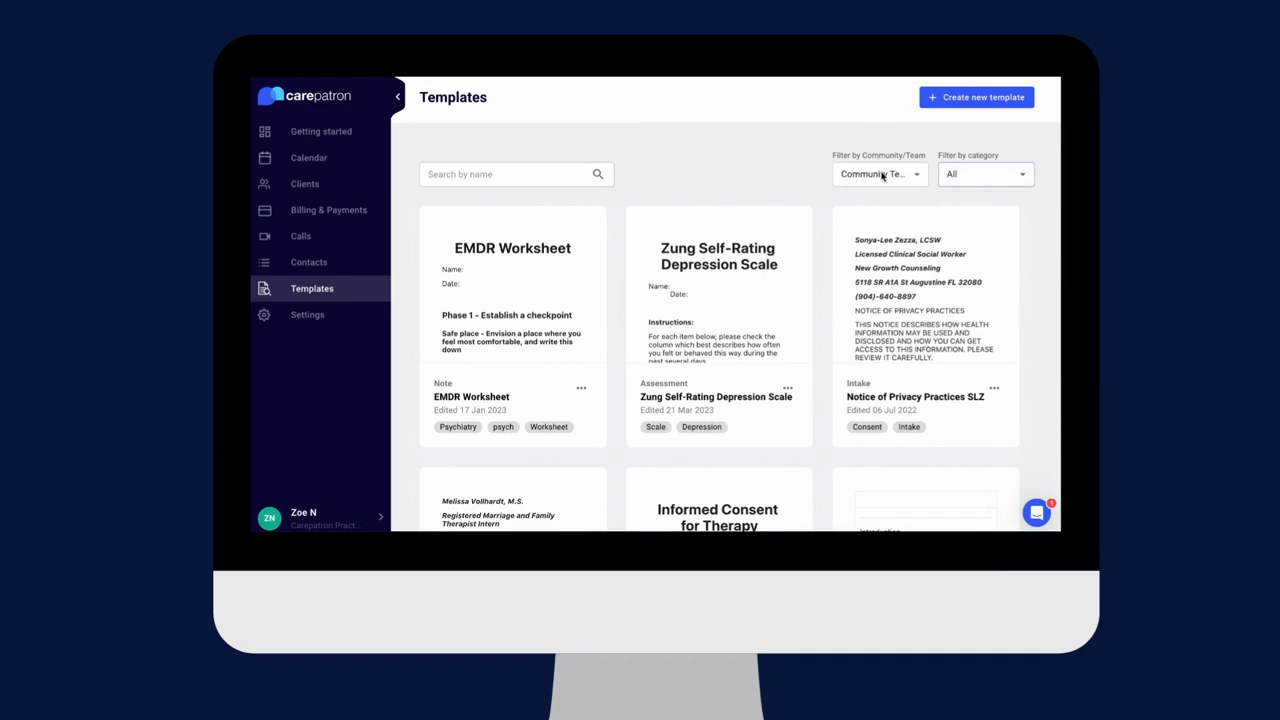 carepatron
Templates
+ Create new template
Getting started
Calendar
Clients
Billing & Payments
Calls
Contacts
Templates
Settings
Zoe N
Carepatron Pract...
ZN
Filter by Community/Team
Filter by category
Search by name
Community Te...
All
EMDR Worksheet
Name:
Date:
Phase 1 - Establish a checkpoint
Safe place - Envision a place where you
feel most comfortable, and write this
down
Note
EMDR Worksheet
Edited 17 Jan 2023
Psychiatry psych Worksheet
Zung Self-Rating
Depression Scale
Name:
Date:
Instructions:
For each item below, please check the
column which best describes how often
you felt or behaved this way during the
past several days.
Assessment
Zung Self-Rating Depression Scale
Edited 21 Mar 2023
Scale Depression
Sonya-Lee Zezza, LCSW
Licensed Clinical Social Worker
New Growth Counseling
5118 SR A1A St Augustine FL 32080
(904)-640-8897
NOTICE OF PRIVACY PRACTICES
THIS NOTICE DESCRIBES HOW HEALTH
INFORMATION MAY BE USED AND
DISCLOSED AND HOW YOU CAN GET
ACCESS TO THIS INFORMATION. PLEASE
REVIEW IT CAREFULLY.
Intake
Notice of Privacy Practices SLZ
Edited 06 Jul 2022
Consent Intake
Melissa Vollhardt, M.S.
Registered Marriage and Family
Therapist Intern
Informed Consent
for Therapy
Introduction
1